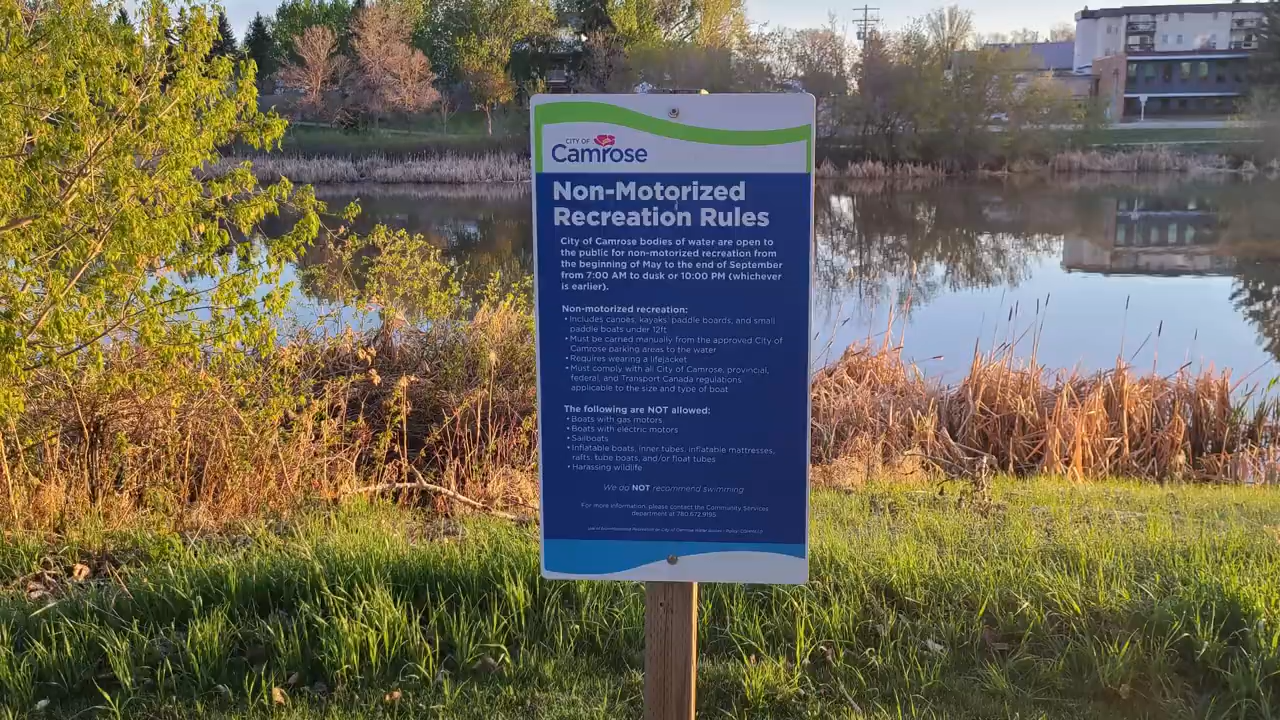 CITY OF
Camrose
Non-Motorized
Recreation Rules
City of Camrose bodies of water are open to
the public for non-motorized recreation from
the beginning of May to the end of September
from 7:00 AM to dusk or 10:00 PM (whichever
is earlier).
Non-motorized recreation:
• Includes canoes, kayaks, paddle boards, and small
paddle boats under 12ft
• Must be carried manually from the approved City of
Camrose parking areas to the water
• Requires wearing a lifejacket
• Must comply with all City of Camrose, provincial,
federal, and Transport Canada regulations
applicable to the size and type of boat
The following are NOT allowed:
• Boats with gas motors
• Boats with electric motors
• Sailboats
• Inflatable boats, inner tubes, inflatable mattresses,
rafts, tube boats, and/or float tubes
• Harassing wildlife
We do NOT recommend swimming
For more information, please contact the Community Services
department at 780.672.9195